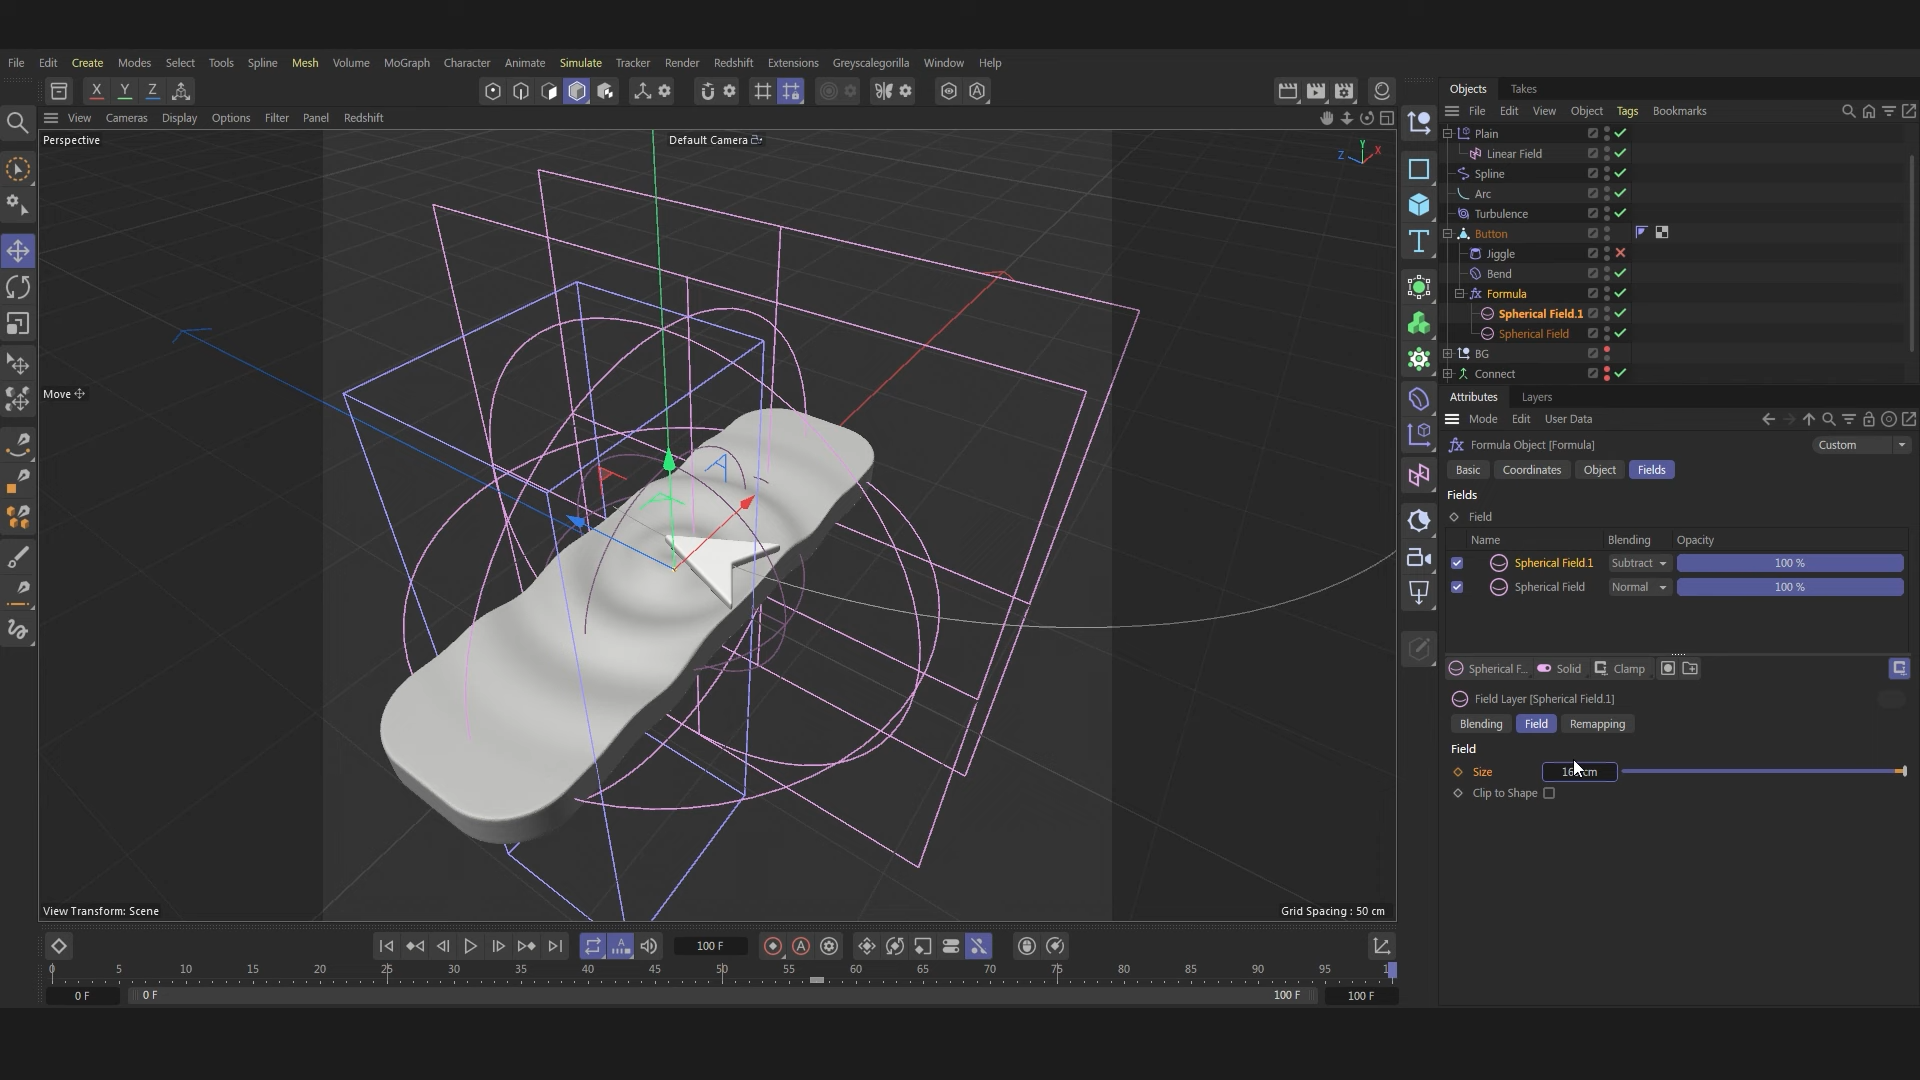 File Edit Create Modes Select Tools Spline Mesh Volume MoGraph Character Animate Simulate Tracker Render Redshift Extensions Greyscalegorilla Window Help
X Y Z
View Cameras Display Options Filter Panel Redshift
Perspective
Default Camera
Y
Z X
Move
View Transform: Scene
Grid Spacing : 50 cm
100 F
0 5 10 15 20 25 30 35 40 45 50 55 60 65 70 75 80 85 90 95
0 F
0 F
100 F
100 F
Objects Takes
File Edit View Object Tags Bookmarks
Plain
Linear Field
Spline
Arc
Turbulence
Button
Jiggle
Bend
Formula
Spherical Field.1
Spherical Field
BG
Connect
Attributes Layers
Mode Edit User Data
Formula Object [Formula]
Custom
Basic Coordinates Object Fields
Fields
Field
Name Blending Opacity
Spherical Field.1 Subtract 100 %
Spherical Field Normal 100 %
Spherical F... Solid Clamp
Field Layer [Spherical Field.1]
Blending Field Remapping
Field
Size
cm
Clip to Shape